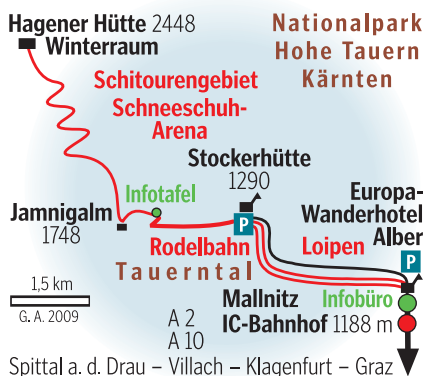 Hagener Hütte 2448
Winterraum
Nationalpark
Hohe Tauern
Kärnten
Schitourengebiet
Schneeschuh-
Arena
Stockerhütte
1290
Infotafel
Europa-
Wanderhotel
Alber
P
P
Jamnigalm
1748
Rodelbahn
Loipen
Tauerntal
1,5 km
G. A. 2009
Mallnitz
Infobüro
IC-Bahnhof 1188 m
A 2
A 10
Spittal a. d. Drau – Villach – Klagenfurt – Graz